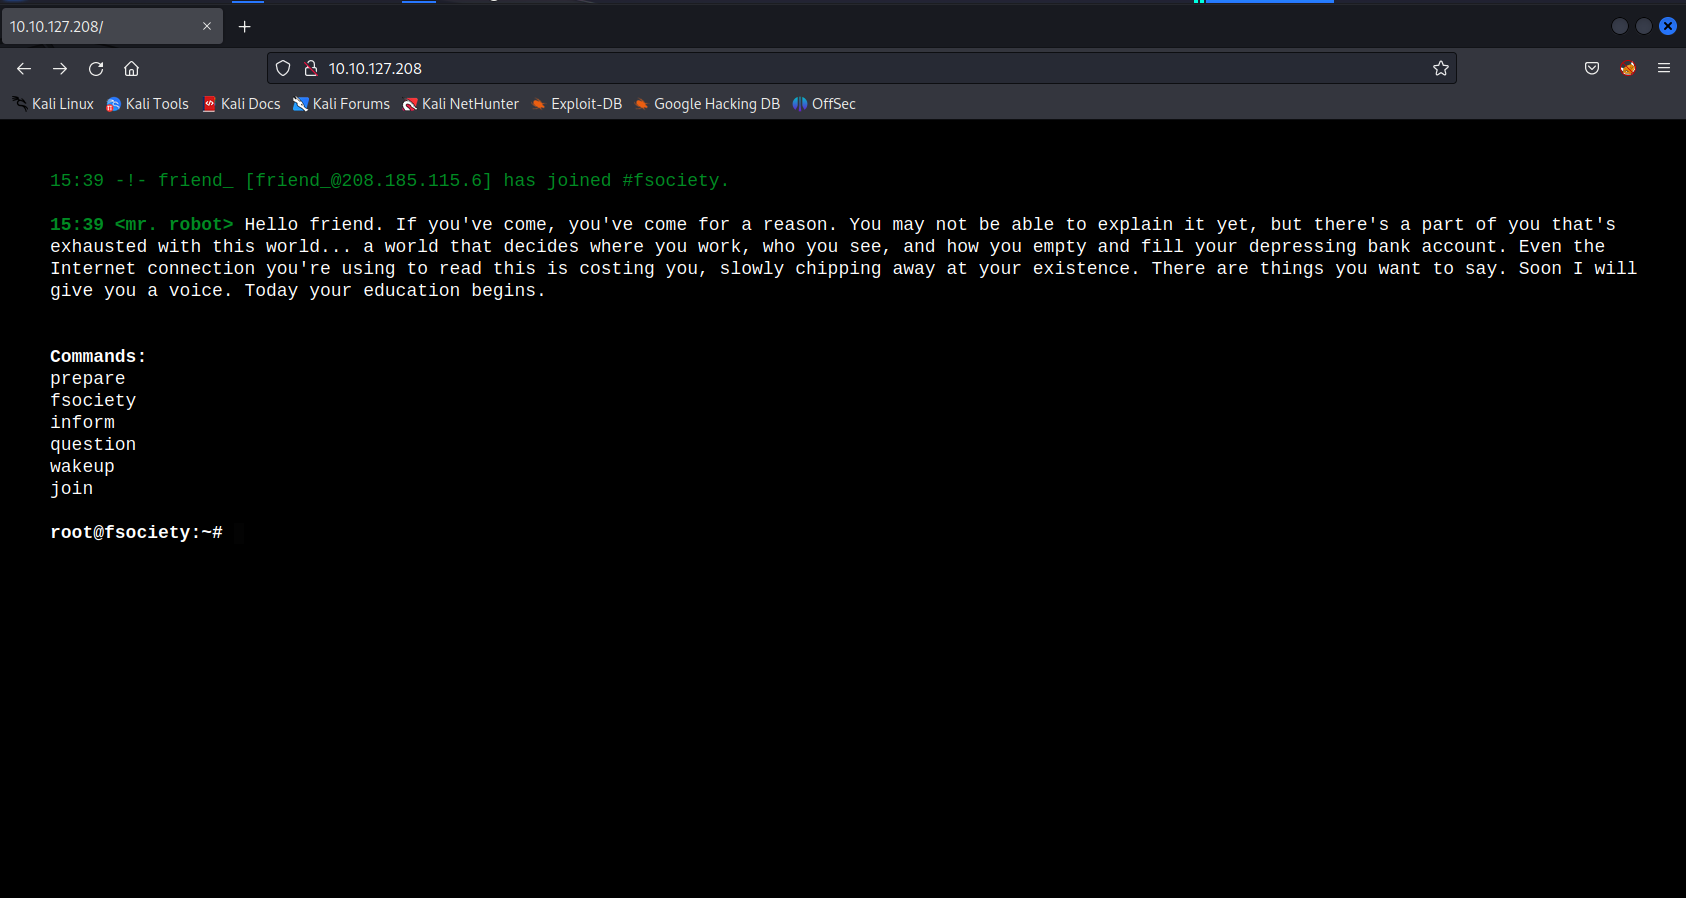 10.10.127.208/
10.10.127.208
Kali Linux Kali Tools Kali Docs Kali Forums Kali NetHunter Exploit-DB Google Hacking DB OffSec
15:39 -!- friend_ [friend_@208.185.115.6] has joined #fsociety.
15:39 <mr. robot> Hello friend. If you've come, you've come for a reason. You may not be able to explain it yet, but there's a part of you that's
exhausted with this world... a world that decides where you work, who you see, and how you empty and fill your depressing bank account. Even the
Internet connection you're using to read this is costing you, slowly chipping away at your existence. There are things you want to say. Soon I will
give you a voice. Today your education begins.
Commands:
prepare
fsociety
inform
question
wakeup
join
root@fsociety:~#